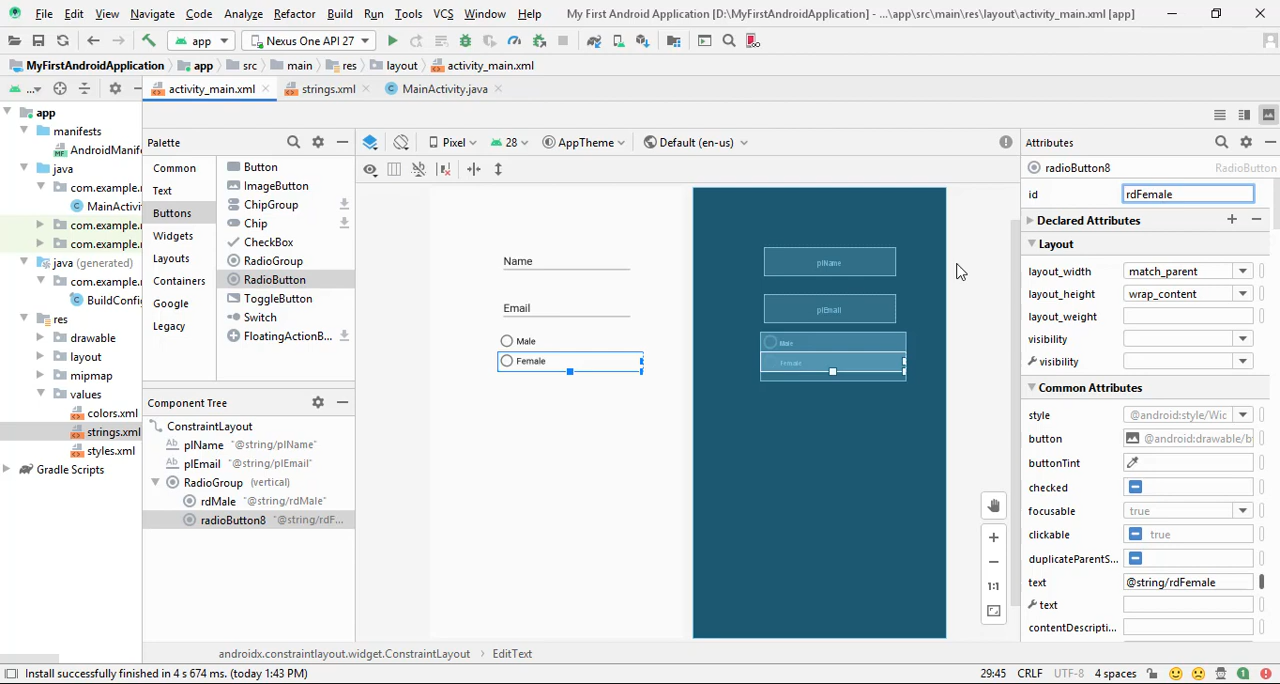 File Edit View Navigate Code Analyze Refactor Build Run Tools VCS Window Help My First Android Application [D:\MyFirstAndroidApplication] - ...\app\src\main\res\layout\activity_main.xml [app]
app Nexus One API 27
MyFirstAndroidApplication app src main res layout activity_main.xml
... activity_main.xml strings.xml MainActivity.java
app
manifests
AndroidManife
java
com.example.r
MainActivi
com.example.r
com.example.r
java (generated)
com.example.r
BuildConfi
res
drawable
layout
mipmap
values
colors.xml
strings.xml
styles.xml
Gradle Scripts
Palette
Common
Text
Buttons
Widgets
Layouts
Containers
Google
Legacy
Button
ImageButton
ChipGroup
Chip
CheckBox
RadioGroup
RadioButton
ToggleButton
Switch
FloatingActionB...
Component Tree
ConstraintLayout
plName "@string/plName"
plEmail "@string/plEmail"
RadioGroup (vertical)
rdMale "@string/rdMale"
radioButton8 "@string/rdF...
Pixel 28 AppTheme Default (en-us)
Name
Email
Male
Female
plName
plEmail
Male
Female
1:1
Attributes
radioButton8 RadioButton
id rdFemale
Declared Attributes
Layout
layout_width match_parent
layout_height wrap_content
layout_weight
visibility
visibility
Common Attributes
style @android:style/Wic
button @android:drawable/bt
buttonTint
checked
focusable true
clickable true
duplicateParentS...
text @string/rdFemale
text
contentDescripti...
androidx.constraintlayout.widget.ConstraintLayout EditText
Install successfully finished in 4 s 674 ms. (today 1:43 PM) 29:45 CRLF UTF-8 4 spaces 1